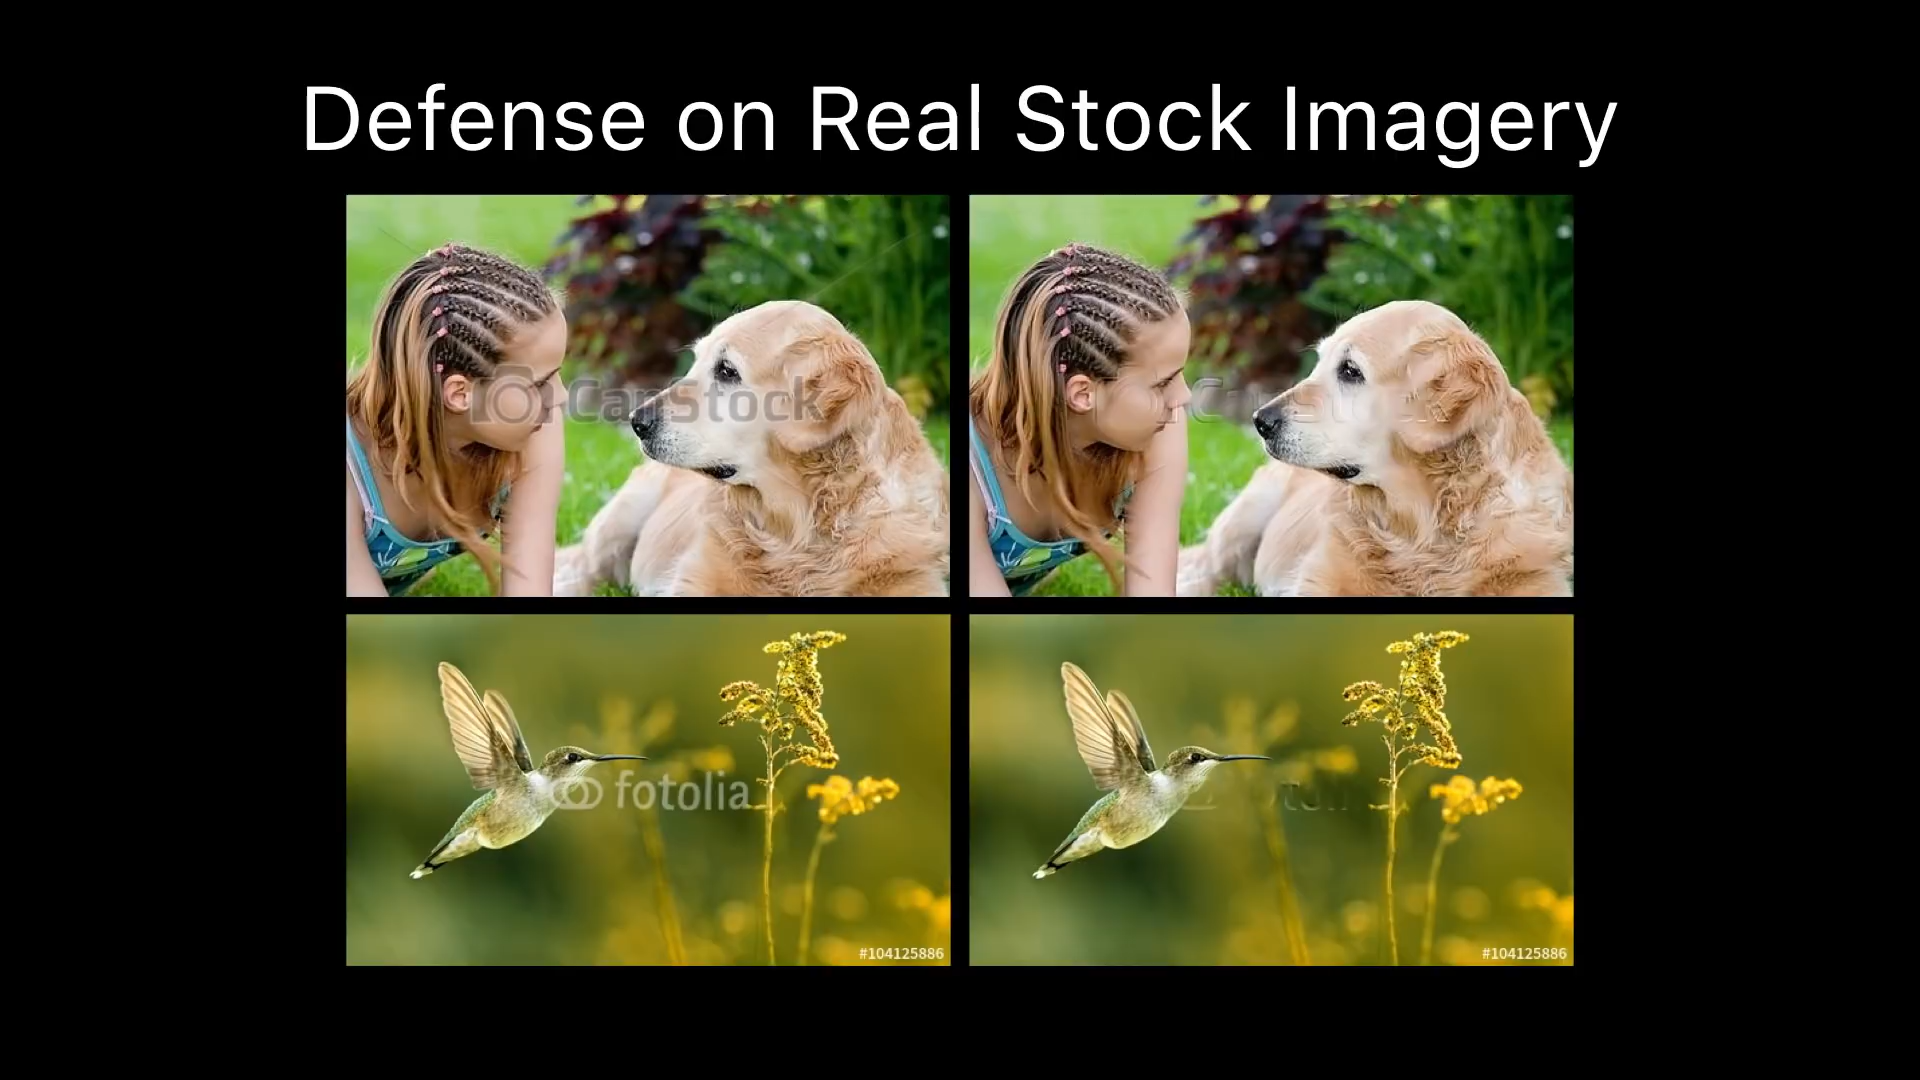 Defense on Real Stock Imagery
CanStock
fotolia
#104125886
#104125886